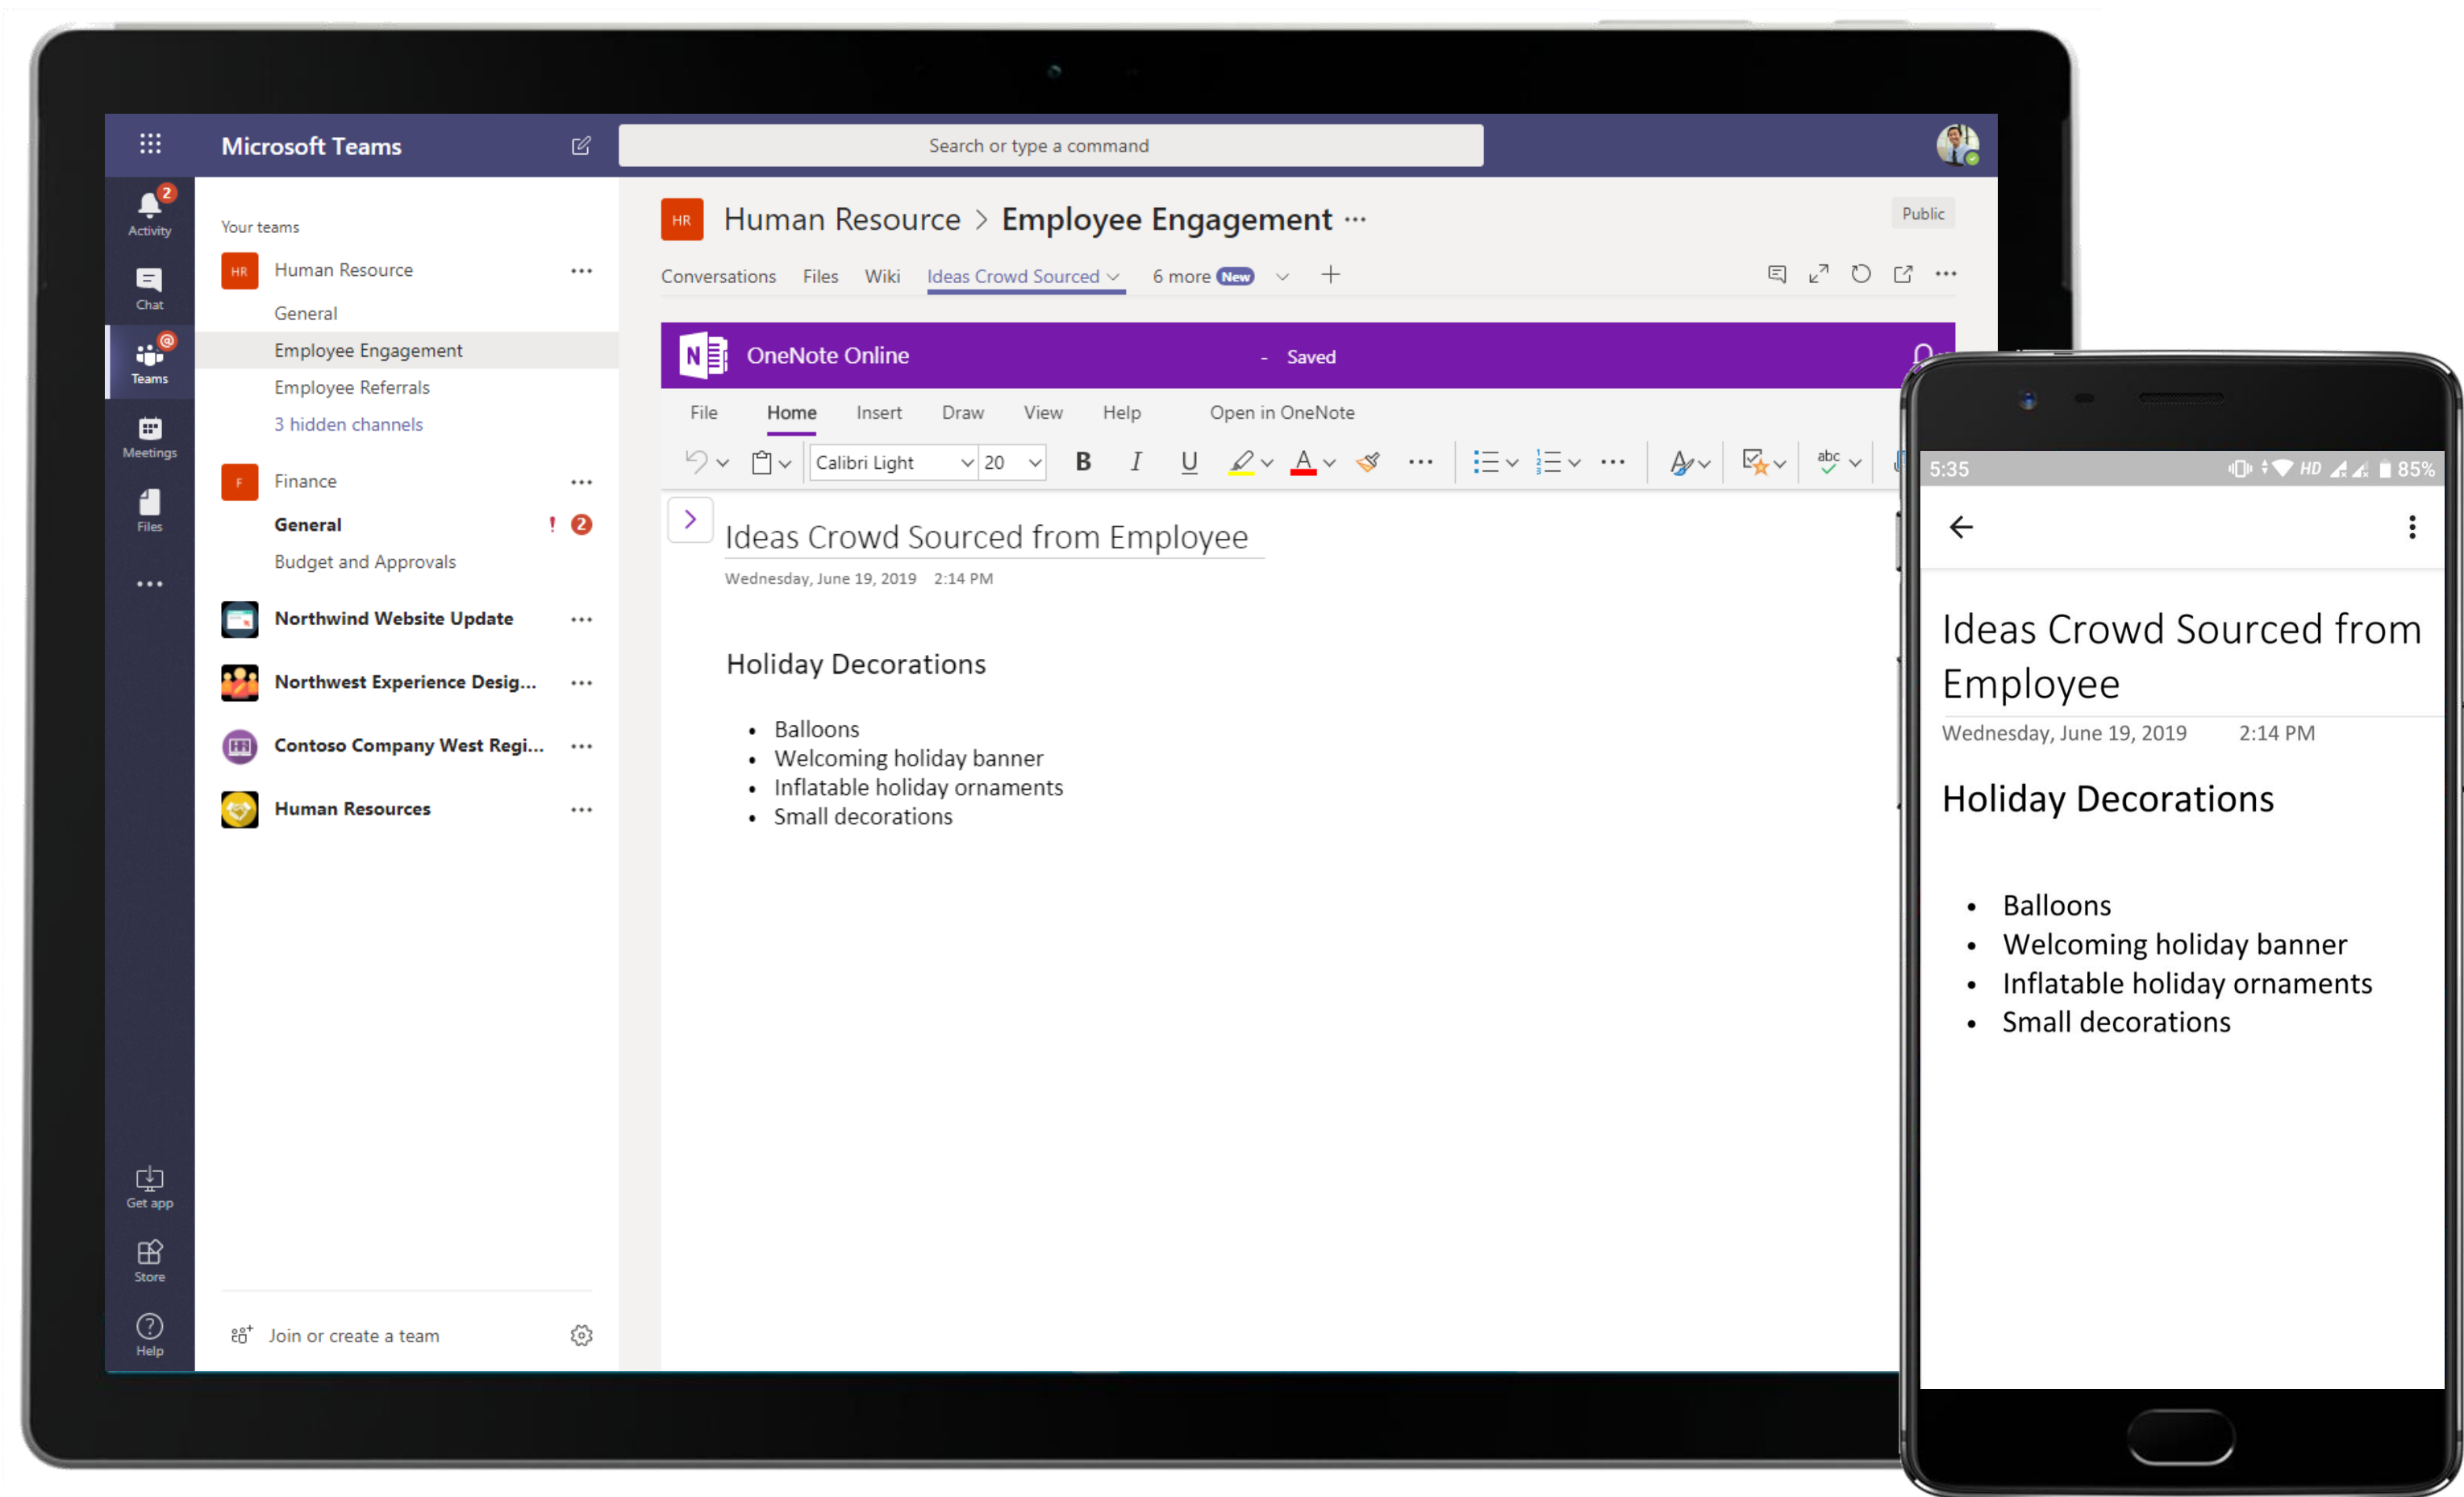 Microsoft Teams
Search or type a command
2
Activity
Chat
@
Teams
Meetings
Files
Get app
Store
Help
Your teams
HR Human Resource
General
Employee Engagement
Employee Referrals
3 hidden channels
F Finance
General ! 2
Budget and Approvals
Northwind Website Update
Northwest Experience Desig...
Contoso Company West Regi...
Human Resources
Join or create a team
HR Human Resource > Employee Engagement ...
Public
Conversations Files Wiki Ideas Crowd Sourced 6 more New
N OneNote Online - Saved
File Home Insert Draw View Help Open in OneNote
Calibri Light 20 B I U A abc
Ideas Crowd Sourced from Employee
Wednesday, June 19, 2019 2:14 PM
Holiday Decorations
• Balloons
• Welcoming holiday banner
• Inflatable holiday ornaments
• Small decorations
5:35 HD 85%
Ideas Crowd Sourced from
Employee
Wednesday, June 19, 2019 2:14 PM
Holiday Decorations
• Balloons
• Welcoming holiday banner
• Inflatable holiday ornaments
• Small decorations